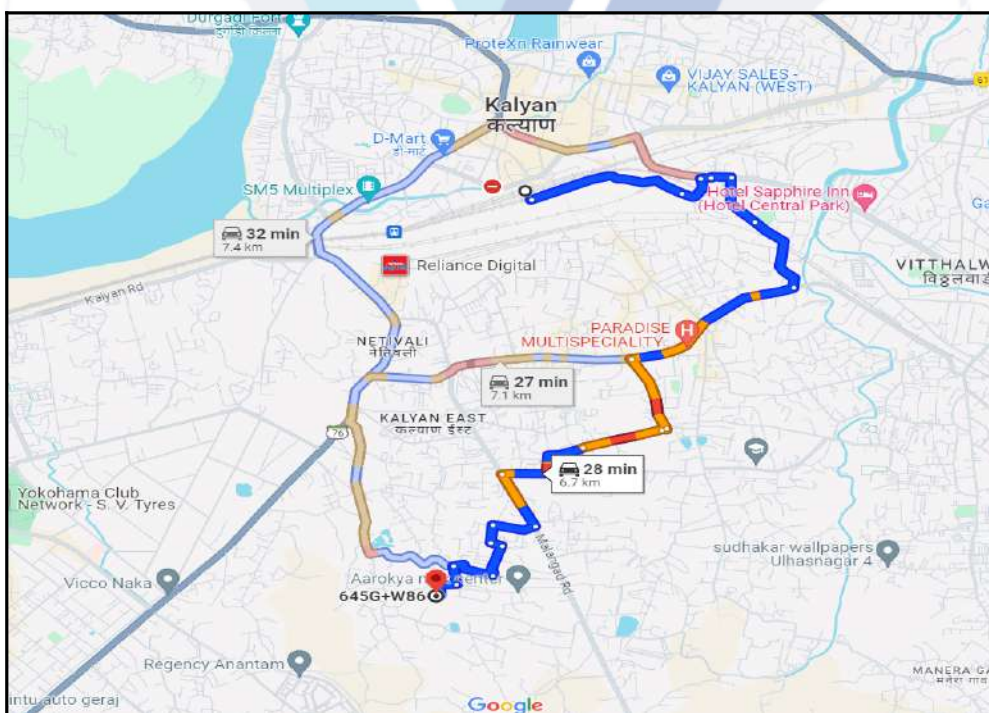 Durgadi Fort
ProteXn Rainwear
VIJAY SALES -
KALYAN (WEST)
61
Kalyan
कल्याण
D-Mart
डी-मार्ट
SM5 Multiplex
Hotel Sapphire Inn
(Hotel Central Park)
Ga
32 min
7.4 km
Reliance Digital
VITTHALW
विठ्ठलवाडी
Kalyan Rd
PARADISE
MULTISPECIALITY
H
NETIVALI
नेतिवली
27 min
7.1 km
KALYAN EAST
कल्याण ईस्ट
76
28 min
6.7 km
Yokohama Club
Network - S. V. Tyres
Malangad Rd
sudhakar wallpapers
Ulhasnagar 4
Vicco Naka
Aarokya
645G+W86
Regency Anantam
MANERA GA
intu auto geraj
Google